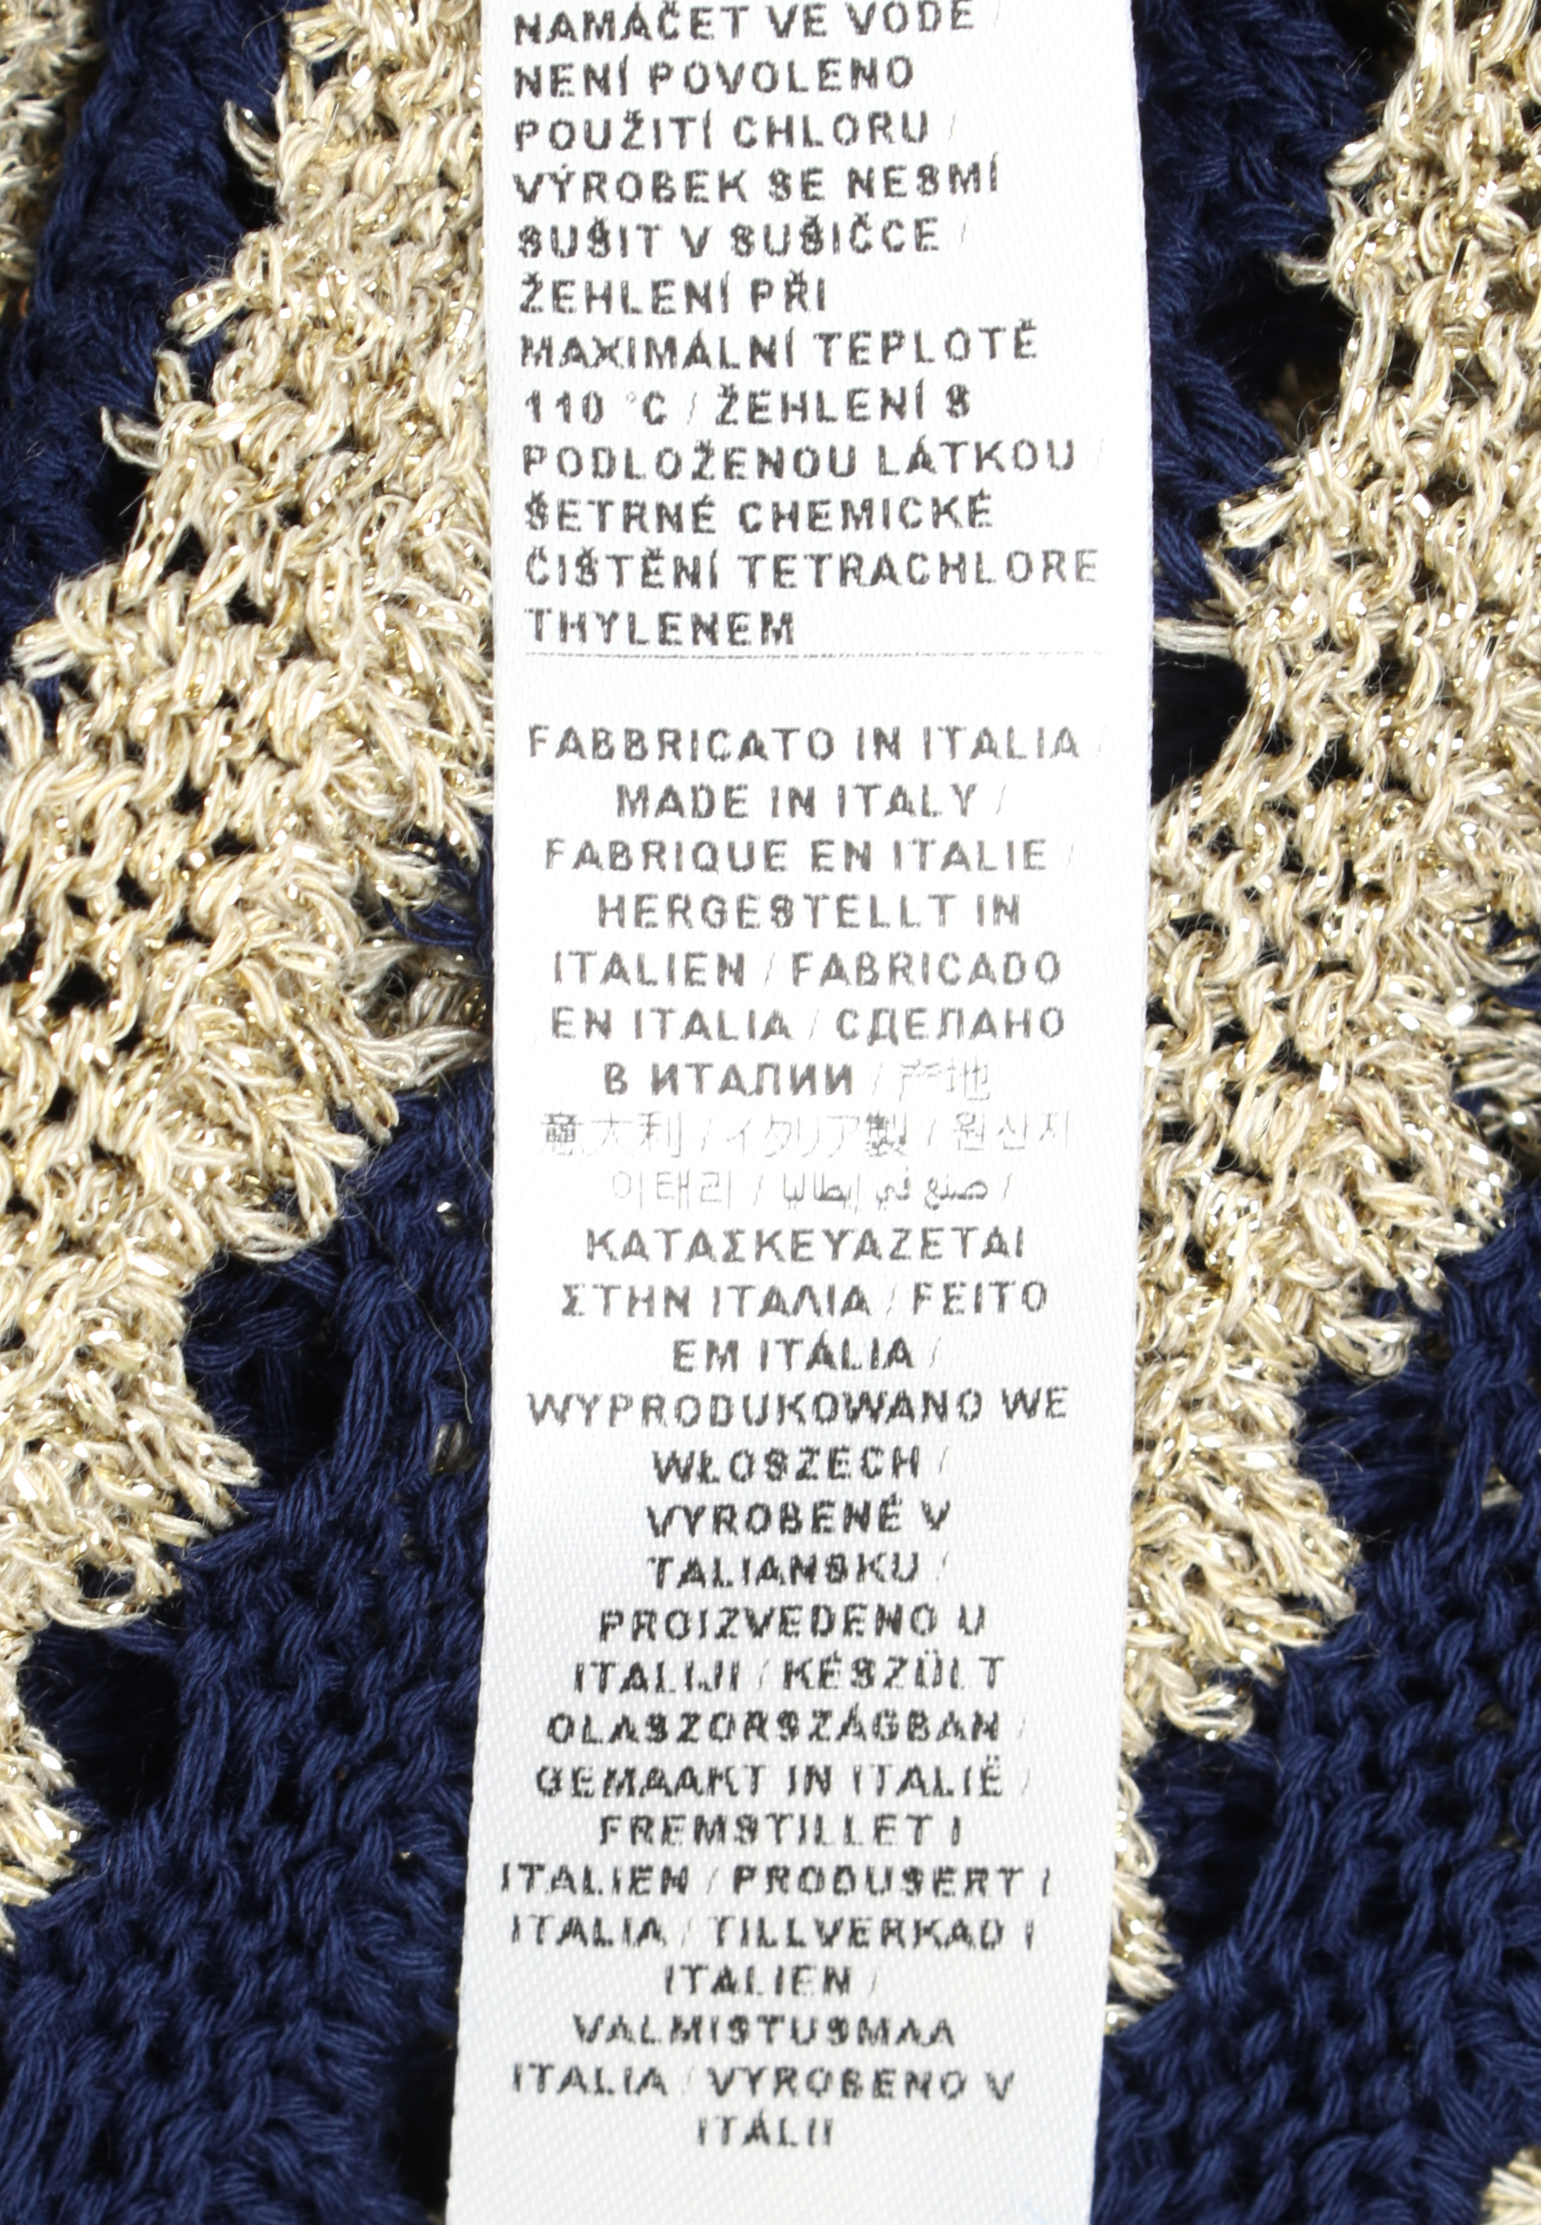 NAMÁČET VE VODĚ /
NENÍ POVOLENO
POUŽITÍ CHLORU /
VÝROBEK SE NESMÍ
SUŠIT V SUŠIČCE /
ŽEHLENÍ PŘI
MAXIMÁLNÍ TEPLOTĚ
110 °C / ŽEHLENÍ S
PODLOŽENOU LÁTKOU /
ŠETRNÉ CHEMICKÉ
ČIŠTĚNÍ TETRACHLORE
THYLENEM
FABBRICATO IN ITALIA /
MADE IN ITALY /
FABRIQUE EN ITALIE /
HERGESTELLT IN
ITALIEN / FABRICADO
EN ITALIA / СДЕЛАНО
В ИТАЛИИ / 产地
意大利 / イタリア製 / 원산지
이태리 / صنع في إيطاليا /
ΚΑΤΑΣΚΕΥΑΖΕΤΑΙ
ΣΤΗΝ ΙΤΑΛΙΑ / FEITO
EM ITÁLIA /
WYPRODUKOWANO WE
WŁOSZECH /
VYROBENÉ V
TALIANSKU /
PROIZVEDENO U
ITALIJI / KÉSZÜLT
OLASZORSZÁGBAN /
GEMAAKT IN ITALIË /
FREMSTILLET I
ITALIEN / PRODUSERT I
ITALIA / TILLVERKAD I
ITALIEN /
VALMISTUSMAA
ITALIA / VYROBENO V
ITÁLII